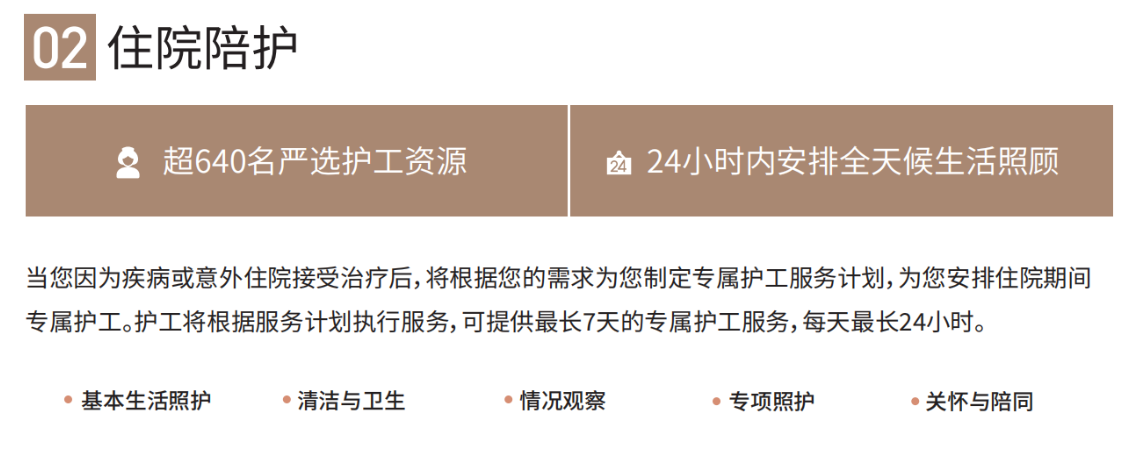 02 住院陪护
超640名严选护工资源
24 24小时内安排全天候生活照顾
当您因为疾病或意外住院接受治疗后,将根据您的需求为您制定专属护工服务计划,为您安排住院期间
专属护工。护工将根据服务计划执行服务,可提供最长7天的专属护工服务,每天最长24小时。
• 基本生活照护 • 清洁与卫生 • 情况观察 • 专项照护 • 关怀与陪同